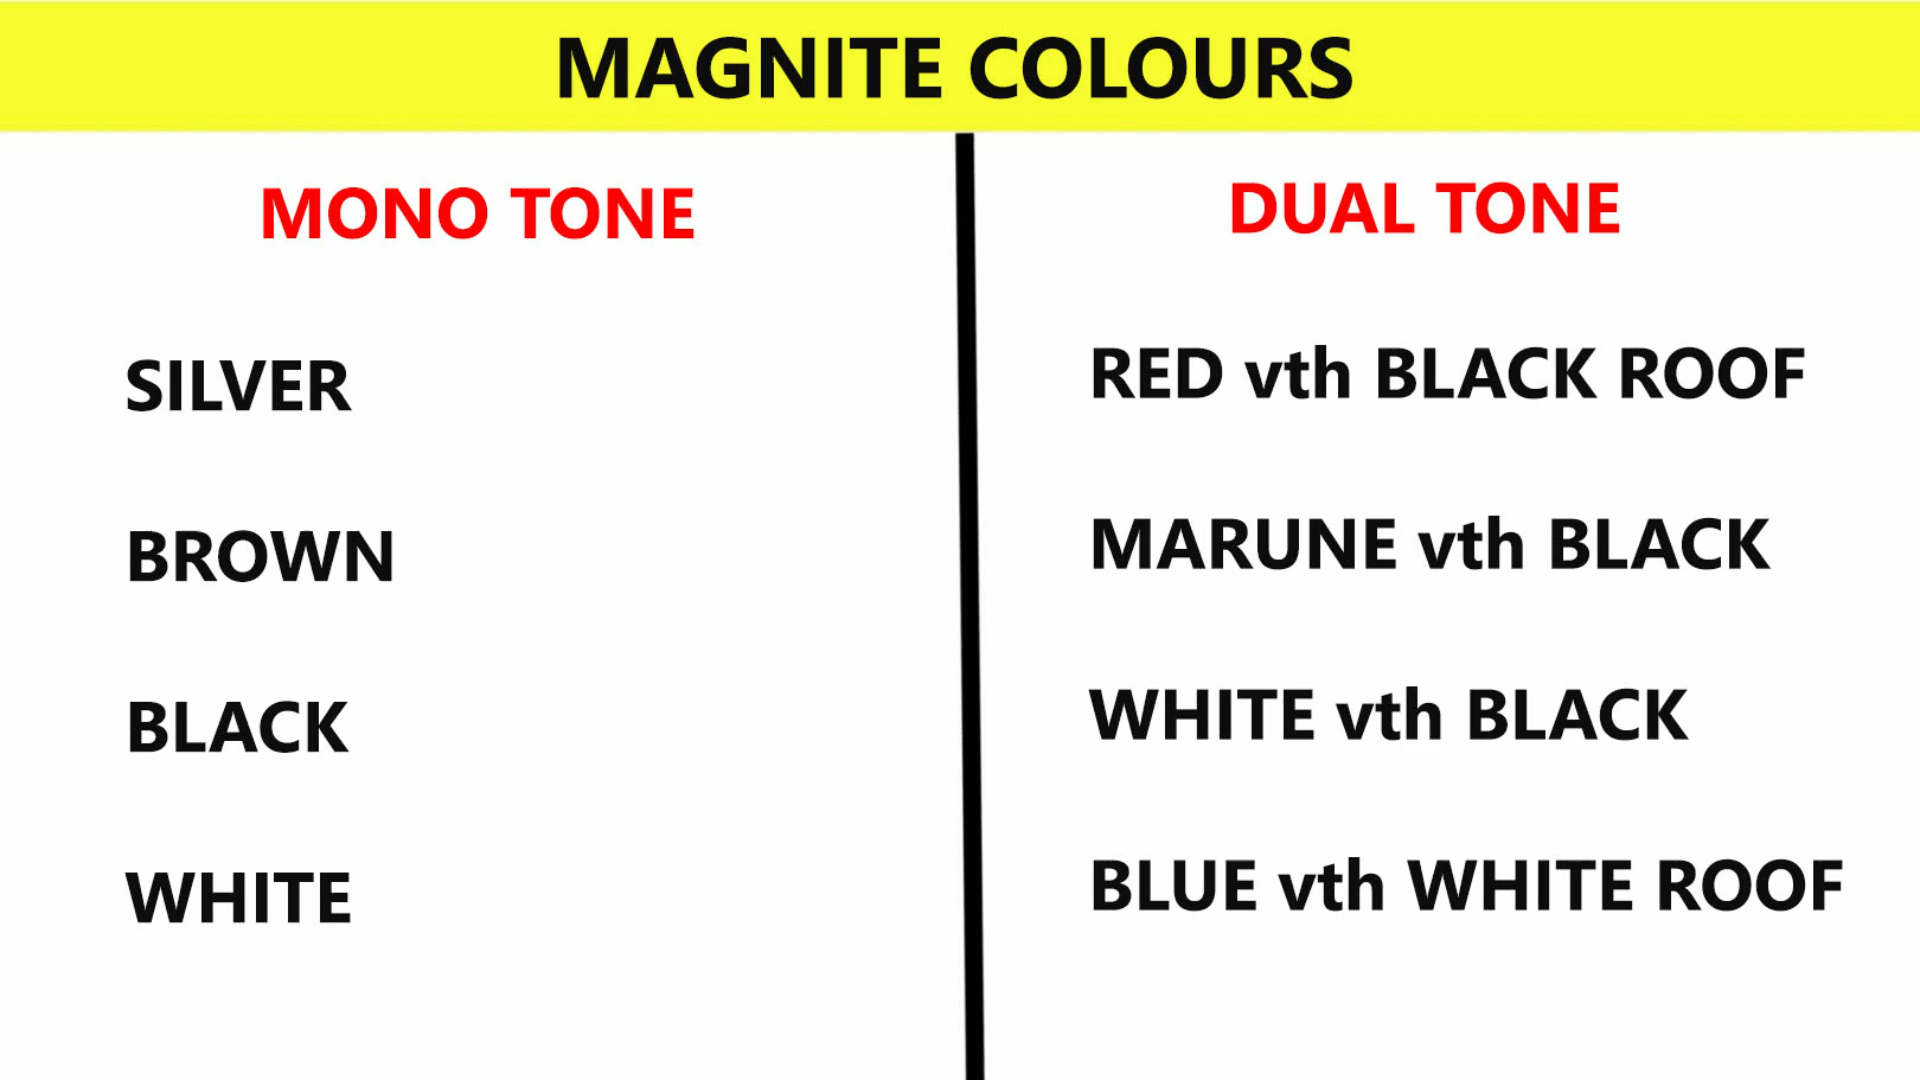 MAGNITE COLOURS
MONO TONE
SILVER
BROWN
BLACK
WHITE
DUAL TONE
RED vth BLACK ROOF
MARUNE vth BLACK
WHITE vth BLACK
BLUE vth WHITE ROOF